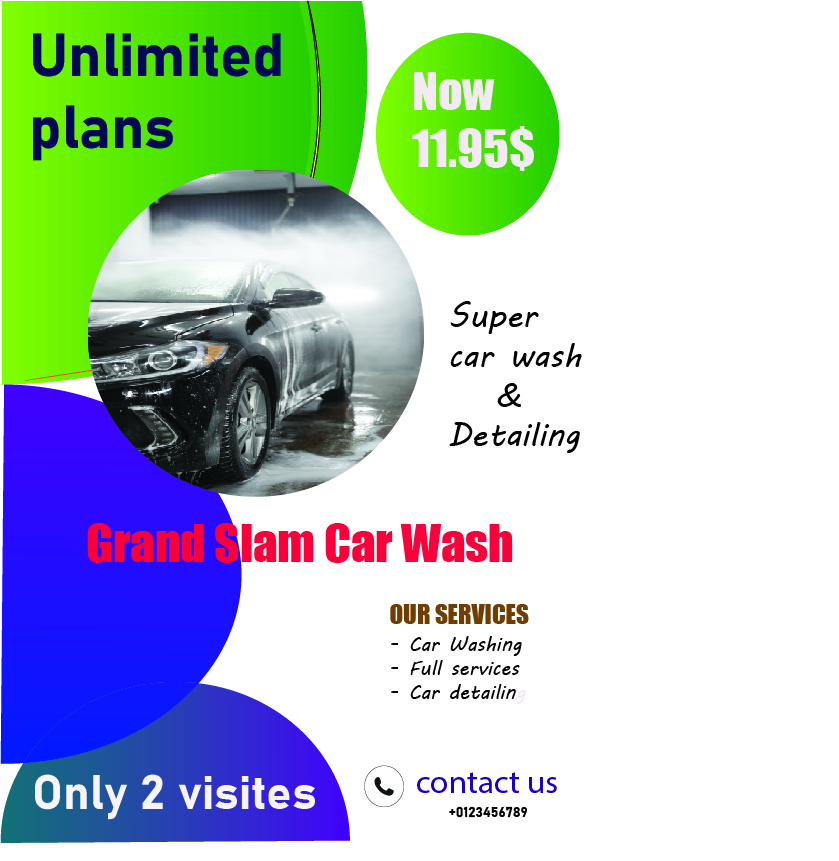 Unlimited
plans
Now
11.95$
Super
car wash
&
Detailing
Grand Slam Car Wash
OUR SERVICES
- Car Washing
- Full services
- Car detailing
Only 2 visites
contact us
+0123456789